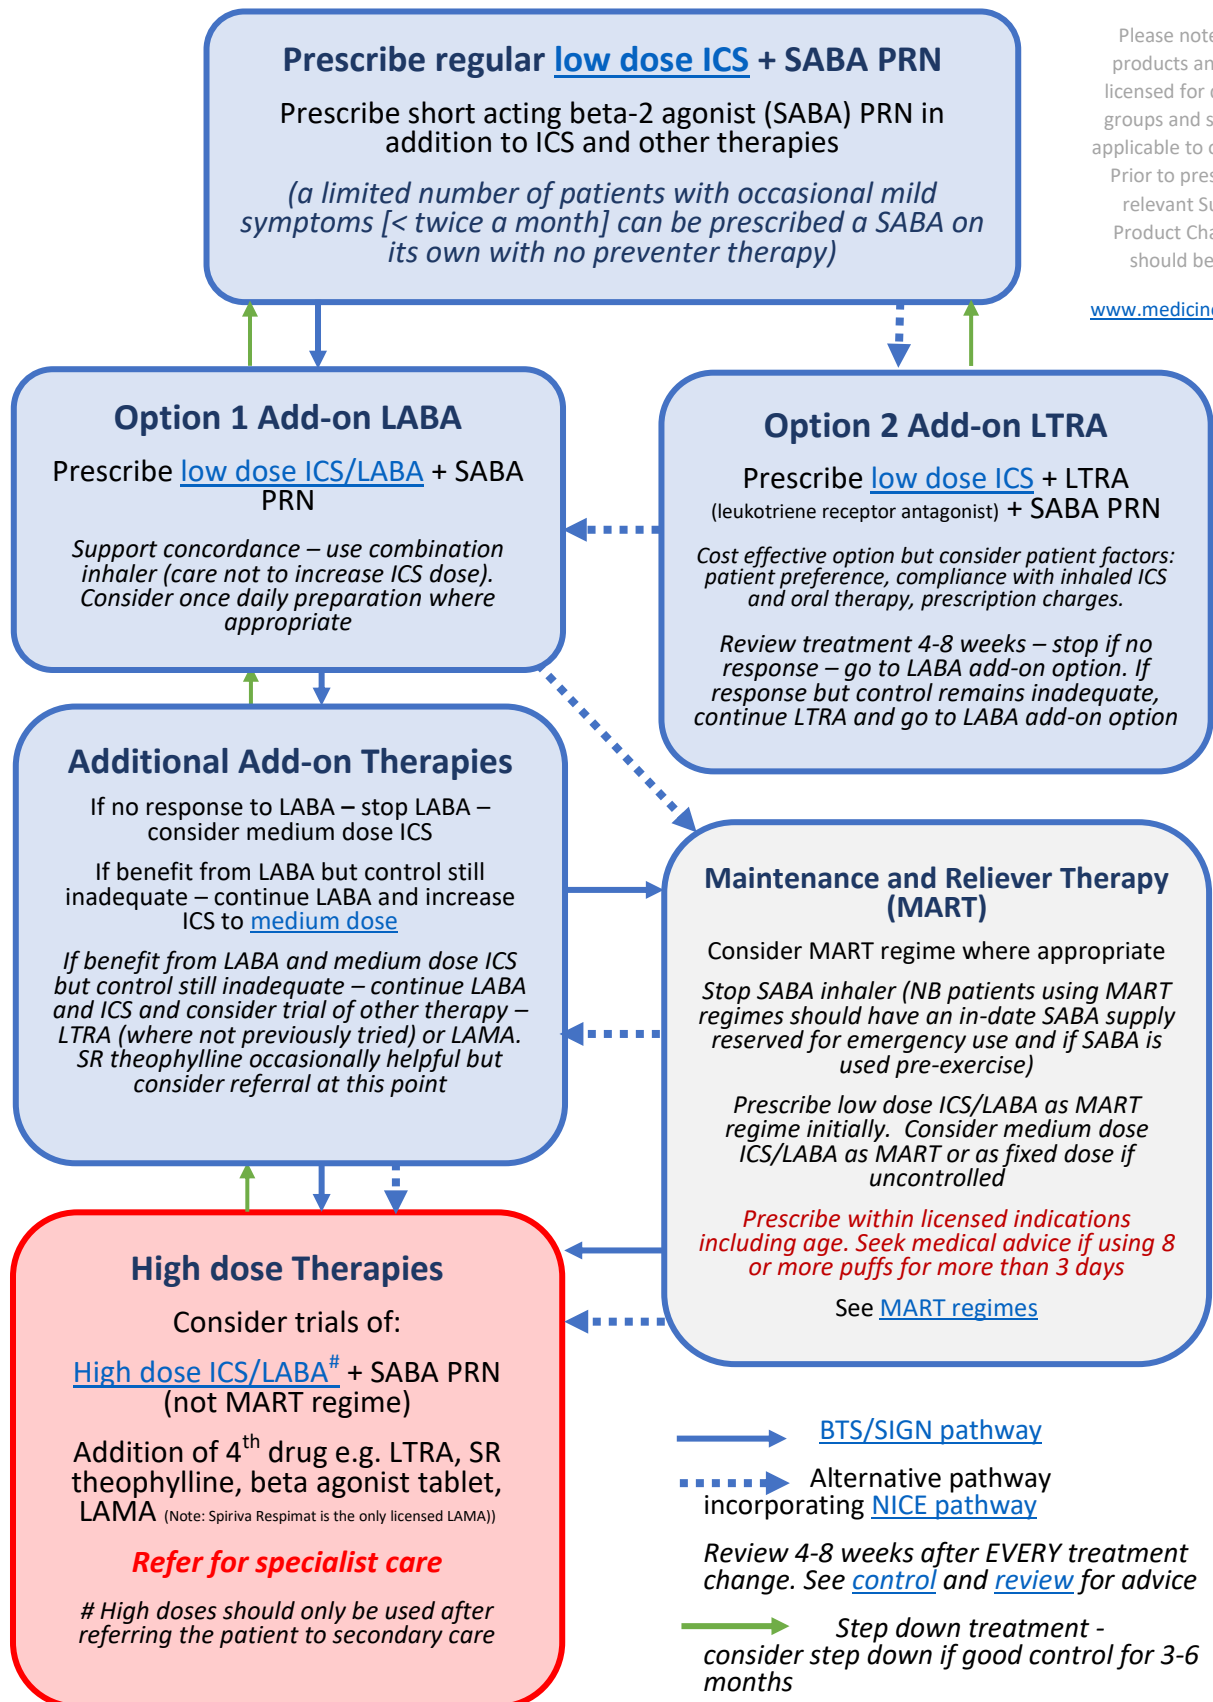 Prescribe regular low dose ICS + SABA PRN
Prescribe short acting beta-2 agonist (SABA) PRN in
addition to ICS and other therapies
(a limited number of patients with occasional mild
symptoms [< twice a month] can be prescribed a SABA on
its own with no preventer therapy)
Please note
products
licensed for
groups and
applicable to
Prior to
relevant
Product
should be
Option 1 Add-on LABA
Prescribe low dose ICS/LABA + SABA
PRN
Support concordance – use combination
inhaler (care not to increase ICS dose).
Consider once daily preparation where
appropriate
Option 2 Add-on LTRA
Prescribe low dose ICS + LTRA
(leukotriene receptor antagonist) + SABA PRN
Cost effective option but consider patient factors:
patient preference, compliance with inhaled ICS
and oral therapy, prescription charges.
Review treatment 4-8 weeks – stop if no
response – go to LABA add-on option. If
response but control remains inadequate,
continue LTRA and go to LABA add-on option
Additional Add-on Therapies
If no response to LABA – stop LABA –
consider medium dose ICS
If benefit from LABA but control still
inadequate – continue LABA and increase
ICS to medium dose
If benefit from LABA and medium dose ICS
but control still inadequate – continue LABA
and ICS and consider trial of other therapy –
LTRA (where not previously tried) or LAMA.
SR theophylline occasionally helpful but
consider referral at this point
Maintenance and Reliever Therapy
(MART)
Consider MART regime where appropriate
Stop SABA inhaler (NB patients using MART
regimes should have an in-date SABA supply
reserved for emergency use and if SABA is
used pre-exercise)
Prescribe low dose ICS/LABA as MART
regime initially. Consider medium dose
ICS/LABA as MART or as fixed dose if
uncontrolled
Prescribe within licensed indications
including age. Seek medical advice if using 8
or more puffs for more than 3 days
See MART regimes
High dose Therapies
Consider trials of:
High dose ICS/LABA# + SABA PRN
(not MART regime)
Addition of 4th drug e.g. LTRA, SR
theophylline, beta agonist tablet,
LAMA (Note: Spiriva Respimat is the only licensed LAMA))
Refer for specialist care
# High doses should only be used after
referring the patient to secondary care
BTS/SIGN pathway
Alternative pathway
incorporating NICE pathway
Review 4-8 weeks after EVERY treatment
change. See control and review for advice
Step down treatment -
consider step down if good control for 3-6
months